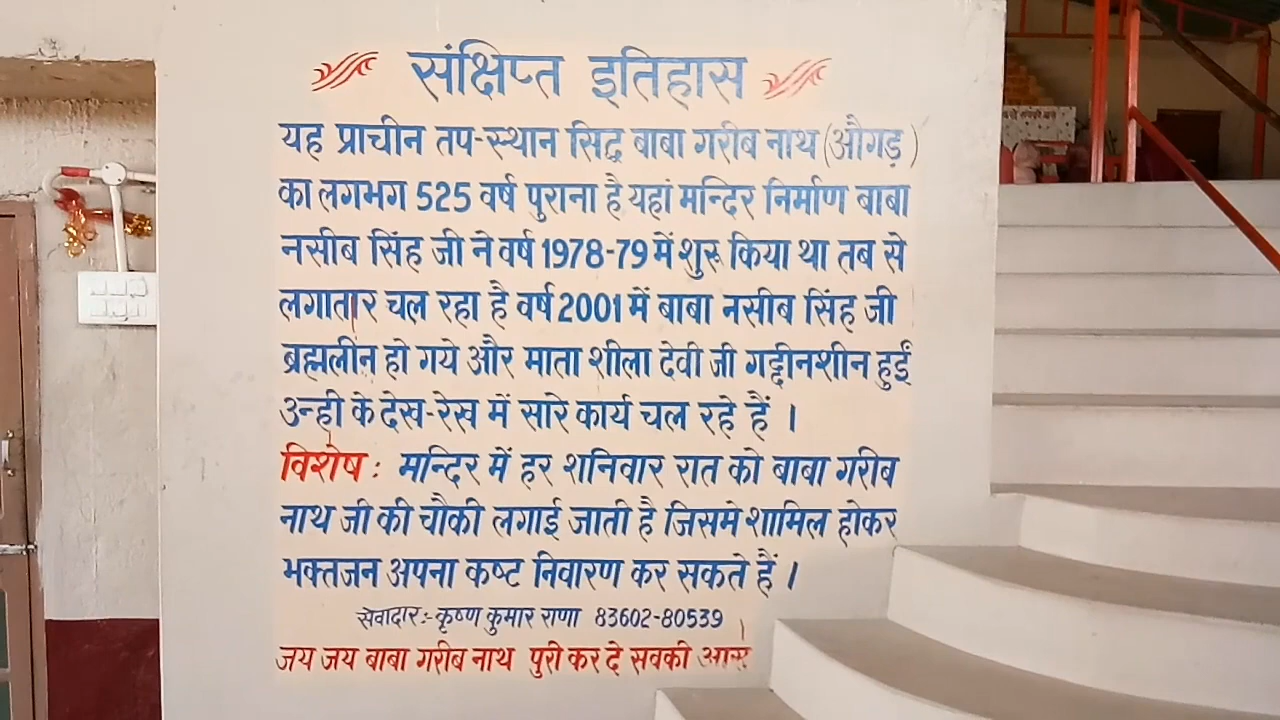 संक्षिप्त इतिहास
यह प्राचीन तप-स्थान सिद्ध बाबा गरीब नाथ (औगड़)
का लगभग 525 वर्ष पुराना है यहां मन्दिर निर्माण बाबा
नसीब सिंह जी ने वर्ष 1978-79 में शुरू किया था तब से
लगातार चल रहा है वर्ष 2001 में बाबा नसीब सिंह जी
ब्रह्मलीन हो गये और माता शीला देवी जी गद्दीनशीन हुईं
उन्ही के देख-रेख में सारे कार्य चल रहे हैं ।
विशेष : मन्दिर में हर शनिवार रात को बाबा गरीब
नाथ जी की चौकी लगाई जाती है जिसमे शामिल होकर
भक्तजन अपना कष्ट निवारण कर सकते हैं ।
सेवादार:- कृष्ण कुमार राणा 83602-80539
जय जय बाबा गरीब नाथ पुरी कर दे सबकी आस